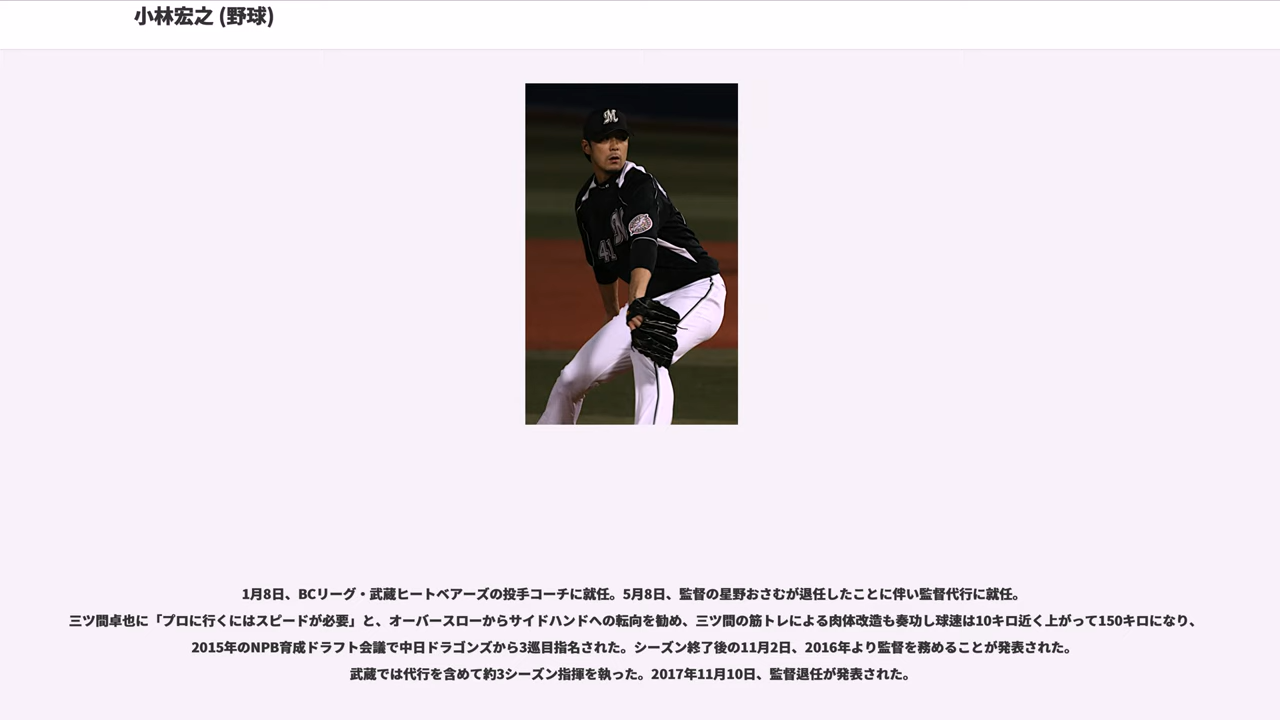 小林宏之 (野球)
M
M
41
1月8日、BCリーグ・武蔵ヒートベアーズの投手コーチに就任。5月8日、監督の星野おさむが退任したことに伴い監督代行に就任。
三ツ間卓也に「プロに行くにはスピードが必要」と、オーバースローからサイドハンドへの転向を勧め、三ツ間の筋トレによる肉体改造も奏功し球速は10キロ近く上がって150キロになり、
2015年のNPB育成ドラフト会議で中日ドラゴンズから3巡目指名された。シーズン終了後の11月2日、2016年より監督を務めることが発表された。
武蔵では代行を含めて約3シーズン指揮を執った。2017年11月10日、監督退任が発表された。